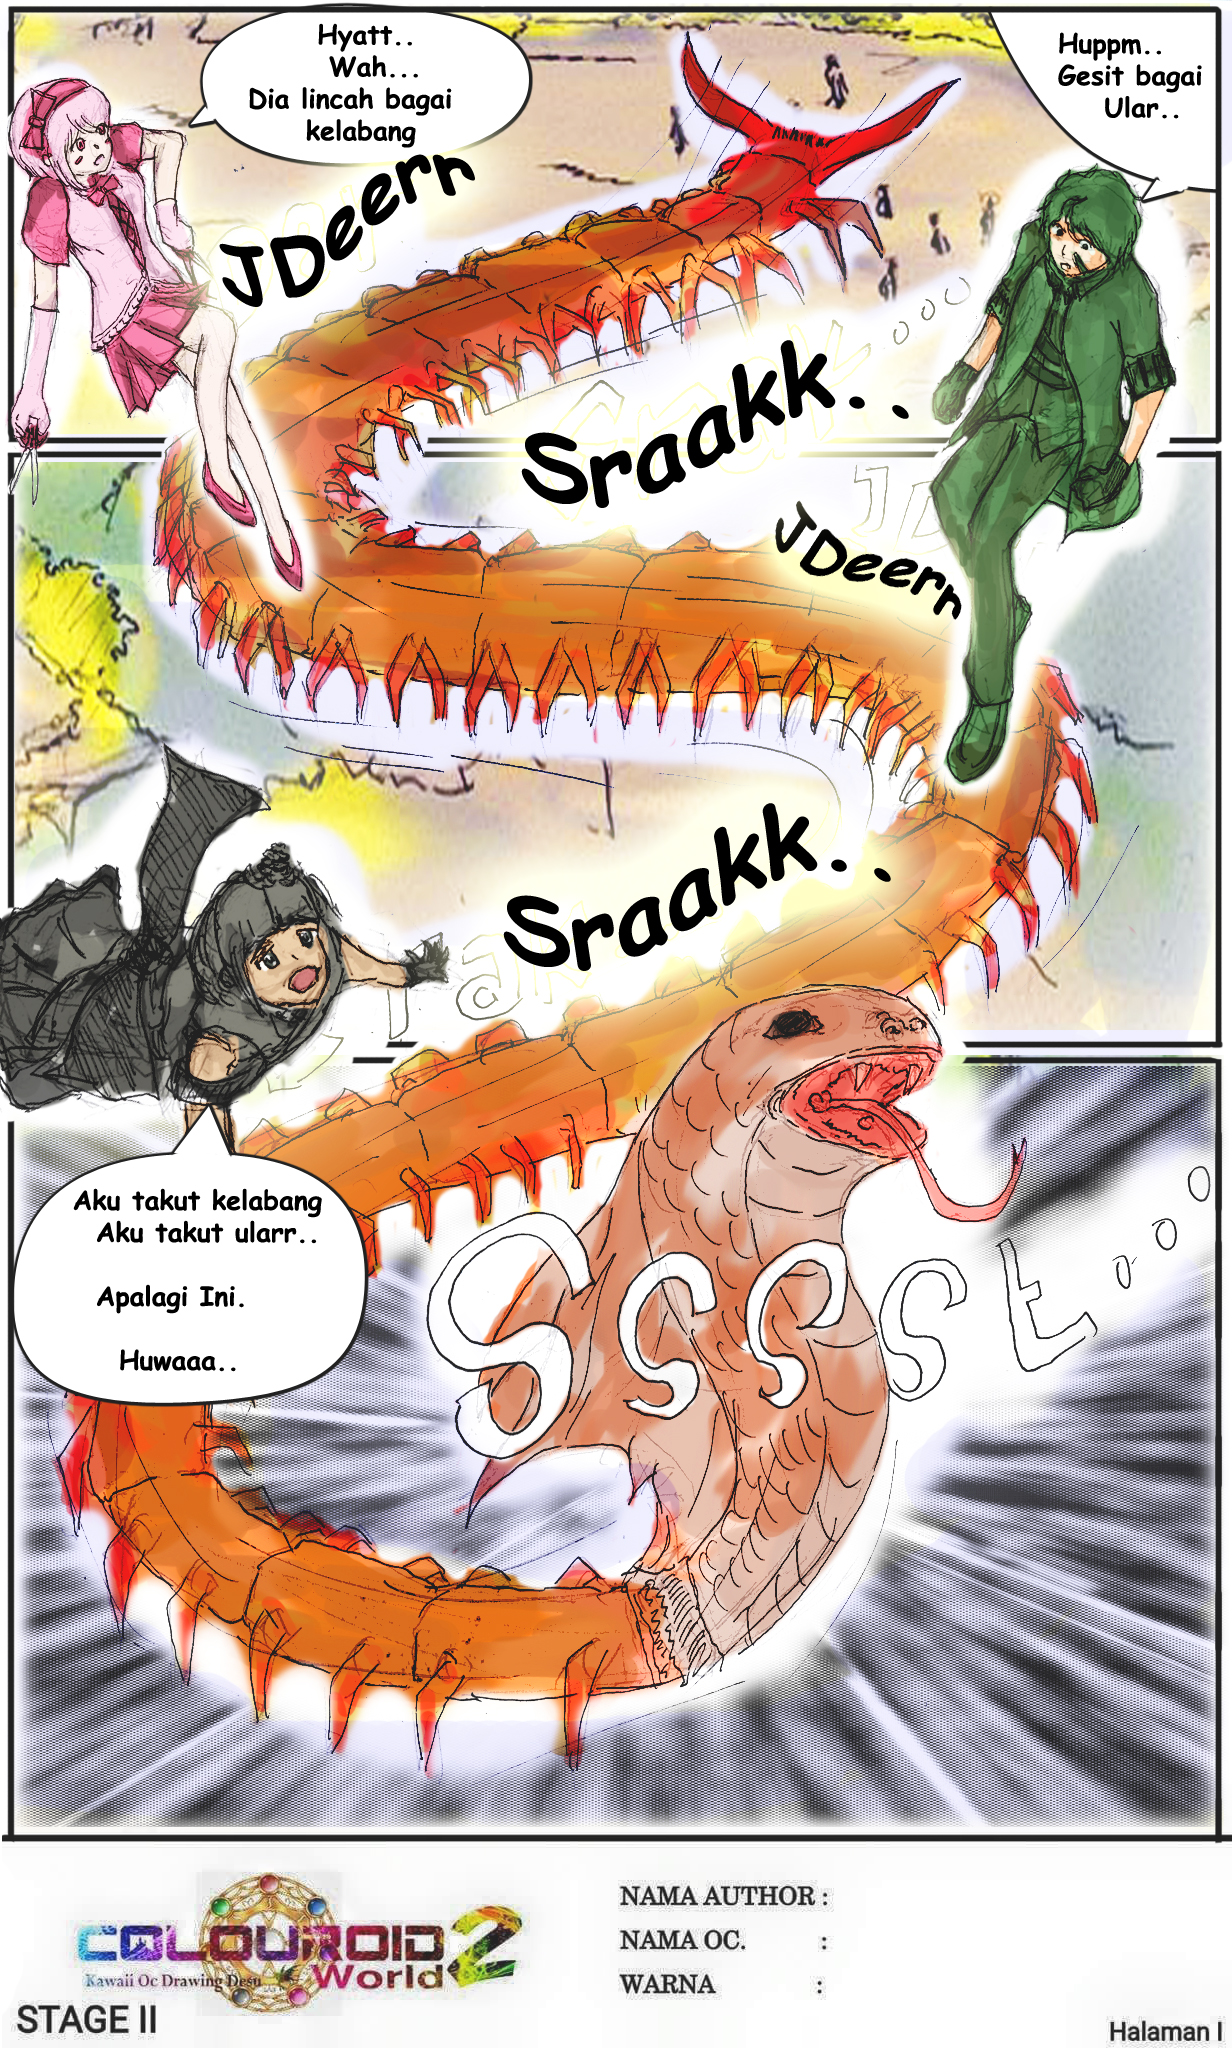 Hyatt..
Wah...
Dia lincah bagai
kelabang
Huppm..
Gesit bagai
Ular..
JDeern
Sraakk..
JDeern
Sraakk..
Aku takut kelabang
Aku takut ularr..
Apalagi Ini.
Huwaaa..
Sssst...
COLOUROID 2
World
Kawaii Oc Drawing Desu
STAGE II
NAMA AUTHOR :
NAMA OC. :
WARNA :
Halaman I